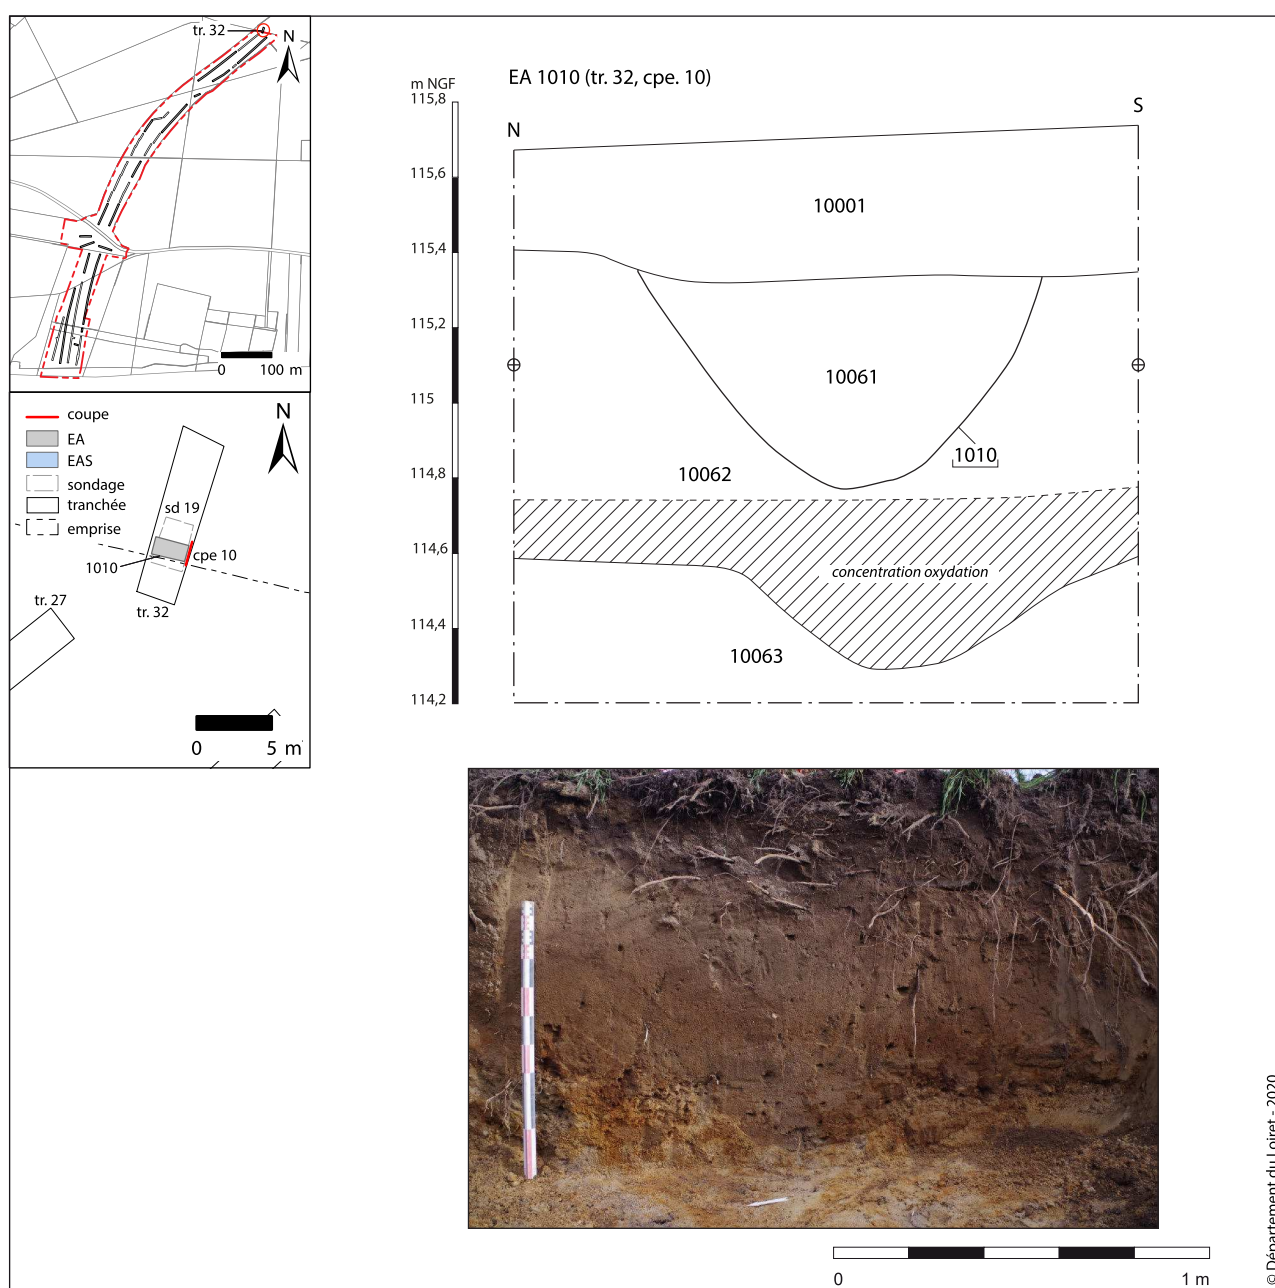 tr. 32
N
0 100 m
coupe
EA
EAS
sondage
tranchée
emprise
N
sd 19
cpe 10
1010
tr. 32
tr. 27
0 5 m
EA 1010 (tr. 32, cpe. 10)
m NGF
115,8
115,6
115,4
115,2
115
114,8
114,6
114,4
114,2
N
S
10001
10061
1010
10062
concentration oxydation
10063
0 1 m
© Département du Loiret - 2020